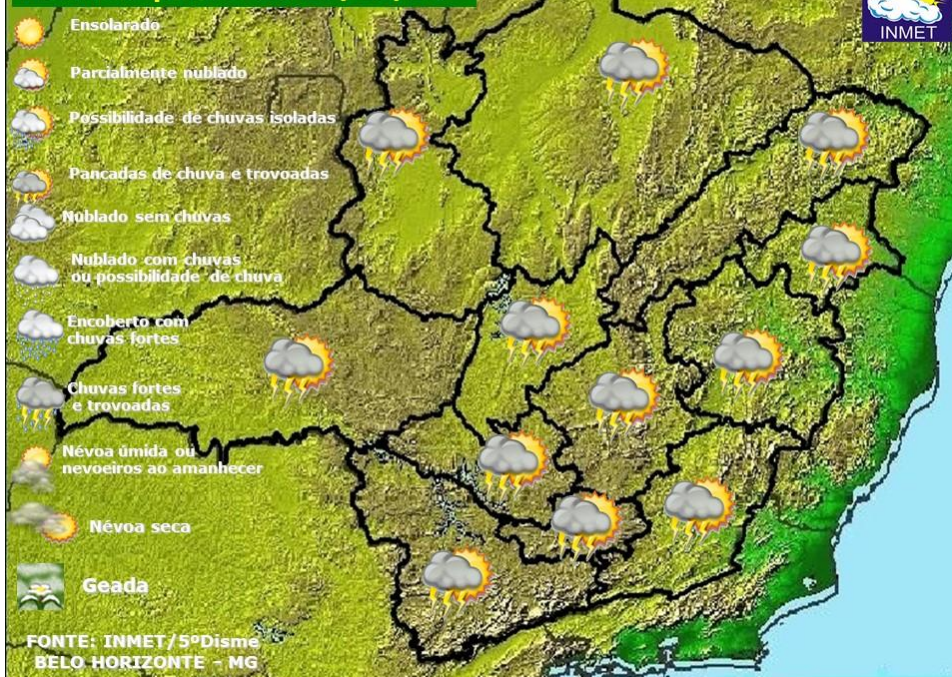 INMET
Ensolarado
Parcialmente nublado
Possibilidade de chuvas isoladas
Pancadas de chuva e trovoadas
Nublado sem chuvas
Nublado com chuvas
ou possibilidade de chuva
Encoberto com
chuvas fortes
Chuvas fortes
e trovoadas
Névoa úmida ou
nevoeiros ao amanhecer
Névoa seca
Geada
FONTE: INMET/5ºDisme
BELO HORIZONTE - MG